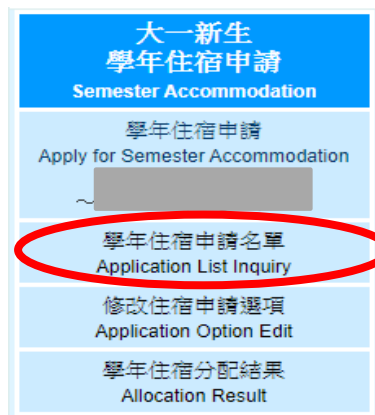 大一新生
學年住宿申請
Semester Accommodation
學年住宿申請
Apply for Semester Accommodation
～
學年住宿申請名單
Application List Inquiry
修改住宿申請選項
Application Option Edit
學年住宿分配結果
Allocation Result